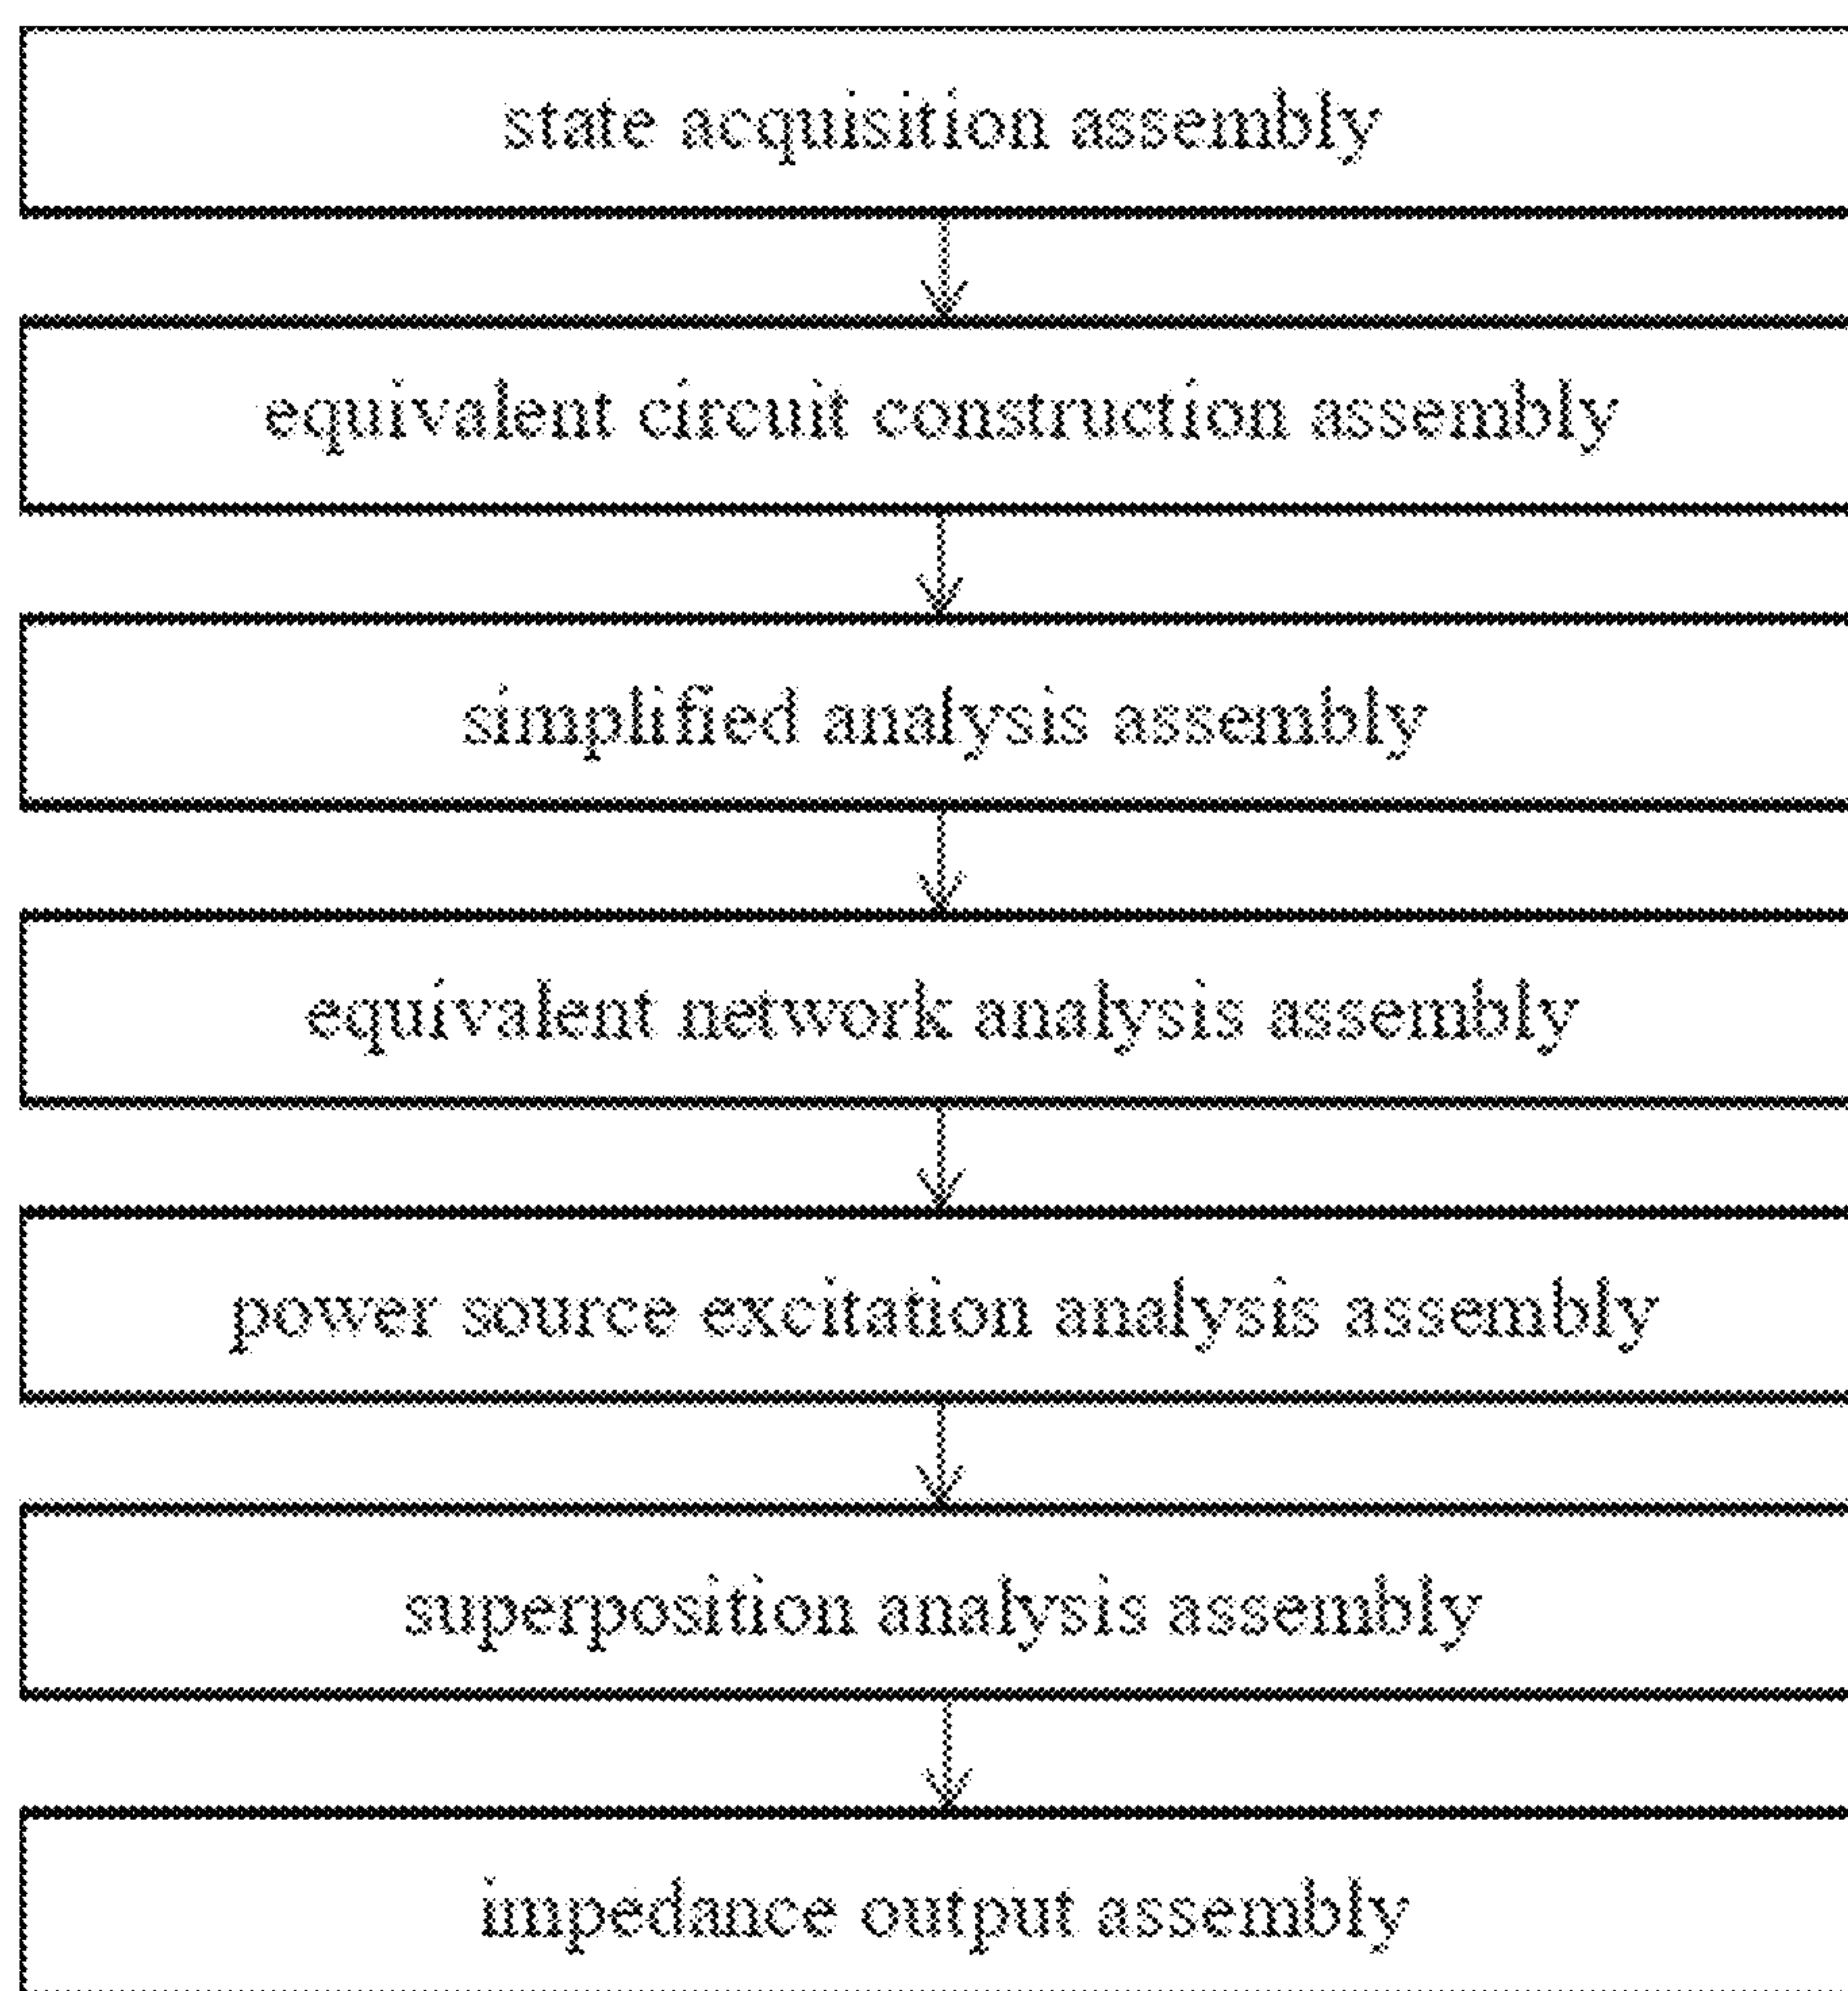 state acquisition assembly
equivalent circuit construction assembly
simplified analysis assembly
equivalent network analysis assembly
power source excitation analysis assembly
superposition analysis assembly
impedance output assembly